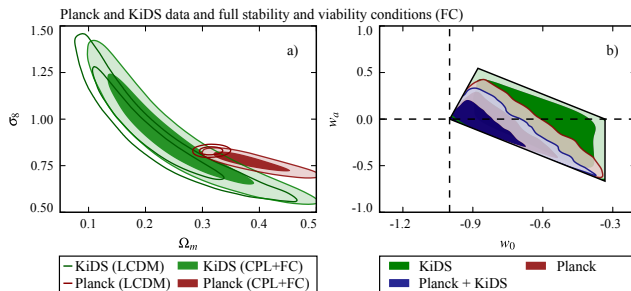 Planck and KiDS data and full stability and viability conditions (FC)
a)
1.50
1.25
1.00
0.75
0.50
σ8
0.1 0.2 0.3 0.4 0.5
Ωm
b)
1.0
0.5
0.0
-0.5
-1.0
wa
-1.2 -0.9 -0.6 -0.3
w0
KiDS (LCDM) KiDS (CPL+FC)
Planck (LCDM) Planck (CPL+FC)
KiDS Planck
Planck + KiDS